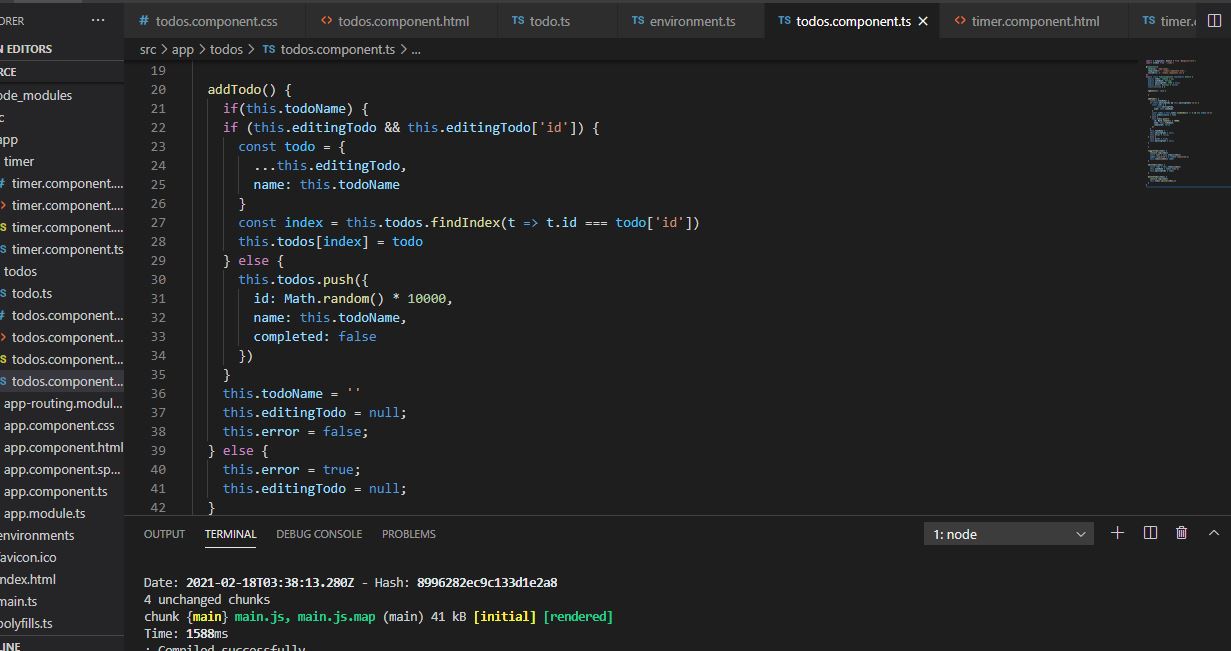 ORER ...
# todos.component.css <> todos.component.html TS todo.ts TS environment.ts TS todos.component.ts × <> timer.component.html TS timer.c
N EDITORS
src > app > todos > TS todos.component.ts > ...
RCE
ode_modules
c
app
timer
# timer.component....
> timer.component....
S timer.component....
S timer.component.ts
todos
S todo.ts
# todos.component...
> todos.component...
S todos.component...
S todos.component...
app-routing.modul...
app.component.css
app.component.html
app.component.sp...
app.component.ts
app.module.ts
environments
avicon.ico
ndex.html
main.ts
polyfills.ts
LINE
19
20 addTodo() {
21 if(this.todoName) {
22 if (this.editingTodo && this.editingTodo['id']) {
23 const todo = {
24 ...this.editingTodo,
25 name: this.todoName
26 }
27 const index = this.todos.findIndex(t => t.id === todo['id'])
28 this.todos[index] = todo
29 } else {
30 this.todos.push({
31 id: Math.random() * 10000,
32 name: this.todoName,
33 completed: false
34 })
35 }
36 this.todoName = ''
37 this.editingTodo = null;
38 this.error = false;
39 } else {
40 this.error = true;
41 this.editingTodo = null;
42 }
OUTPUT TERMINAL DEBUG CONSOLE PROBLEMS 1: node
Date: 2021-02-18T03:38:13.280Z - Hash: 8996282ec9c133d1e2a8
4 unchanged chunks
chunk {main} main.js, main.js.map (main) 41 kB [initial] [rendered]
Time: 1588ms
: Compiled successfully.